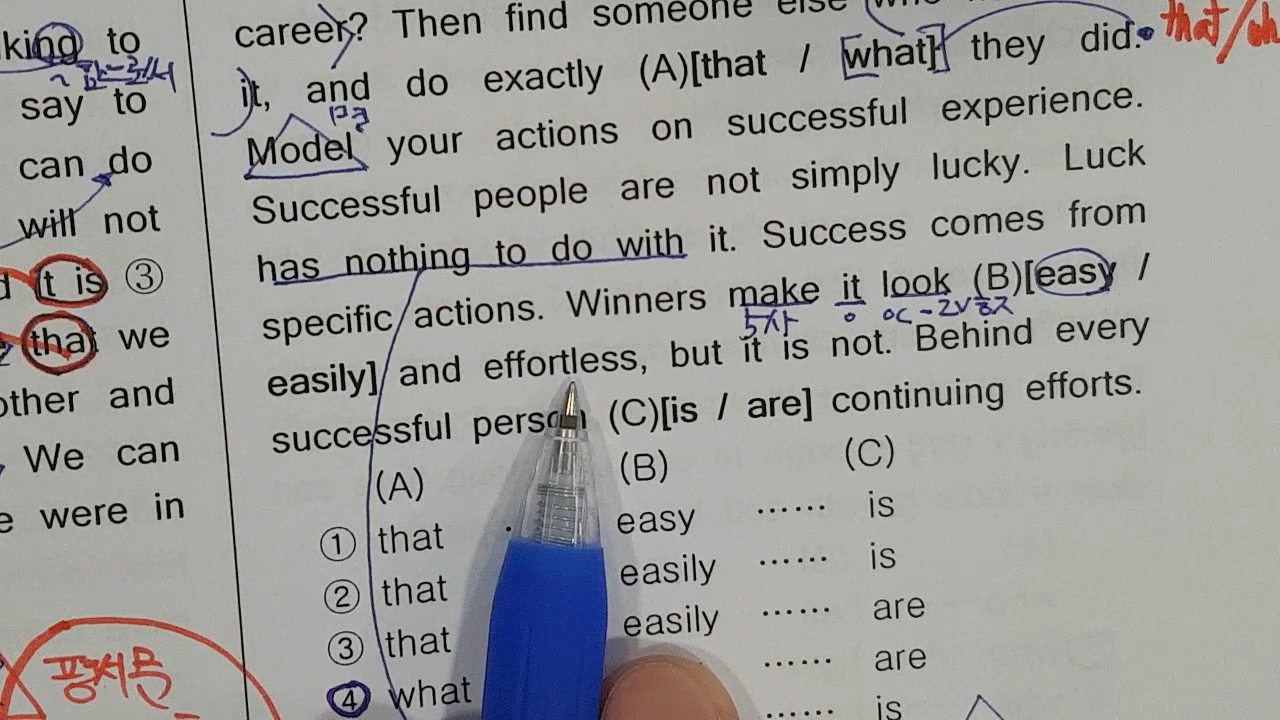 king to
say to
can do
will not
it is ③
that we
other and
We can
were in
career? Then find someone else
it, and do exactly (A)[that / what] they did.
that/
Model your actions on successful experience.
Successful people are not simply lucky. Luck
has nothing to do with it. Success comes from
specific actions. Winners make it look (B)[easy /
5사 o oc
easily] and effortless, but it is not. Behind every
successful person (C)[is / are] continuing efforts.
(A) (B) (C)
① that easy ······ is
② that easily ······ is
③ that easily ······ are
④ what ······ are
······ is